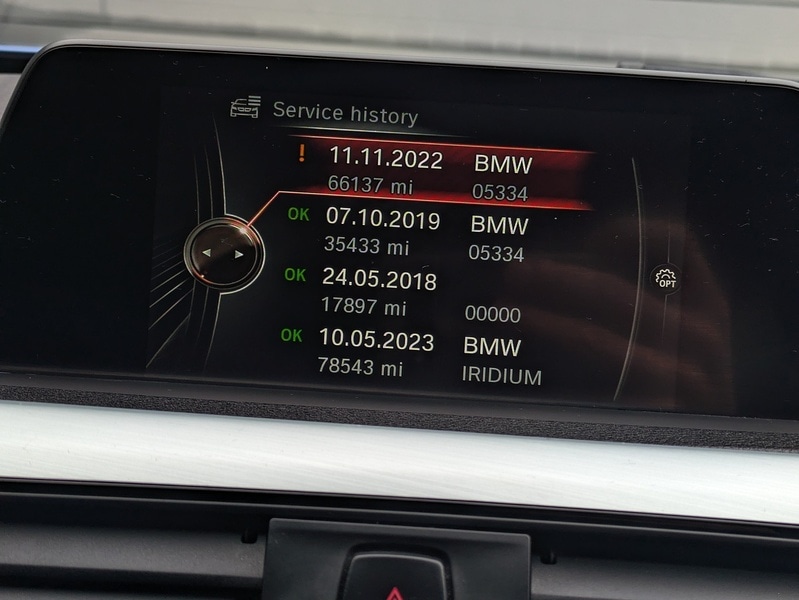 Service history
! 11.11.2022 BMW
66137 mi 05334
OK 07.10.2019 BMW
35433 mi 05334
OK 24.05.2018
17897 mi 00000
OK 10.05.2023 BMW
78543 mi IRIDIUM
OPT